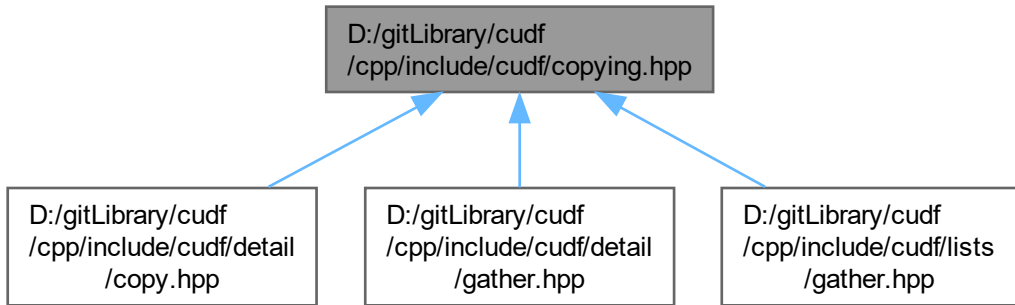 D:/gitLibrary/cudf
/cpp/include/cudf/copying.hpp
D:/gitLibrary/cudf
/cpp/include/cudf/detail
/copy.hpp
D:/gitLibrary/cudf
/cpp/include/cudf/detail
/gather.hpp
D:/gitLibrary/cudf
/cpp/include/cudf/lists
/gather.hpp